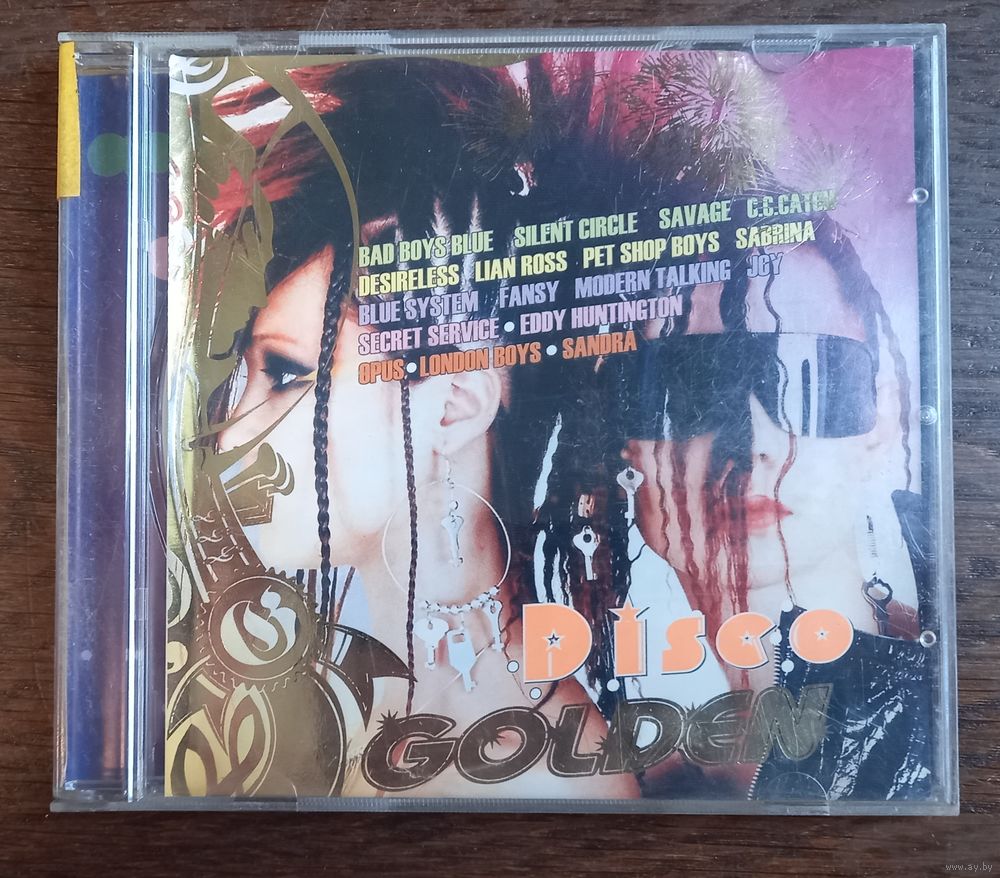 BAD BOYS BLUE SILENT CIRCLE SAVAGE C.C.CATCH
DESIRELESS LIAN ROSS PET SHOP BOYS SABRINA
BLUE SYSTEM FANSY MODERN TALKING JOY
SECRET SERVICE • EDDY HUNTINGTON
OPUS • LONDON BOYS • SANDRA
Disco
GOLDEN
www.ay.by